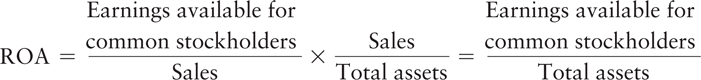 Earnings available for Earnings available for
ROA = common stockholders / Sales × Sales / Total assets = common stockholders / Total assets